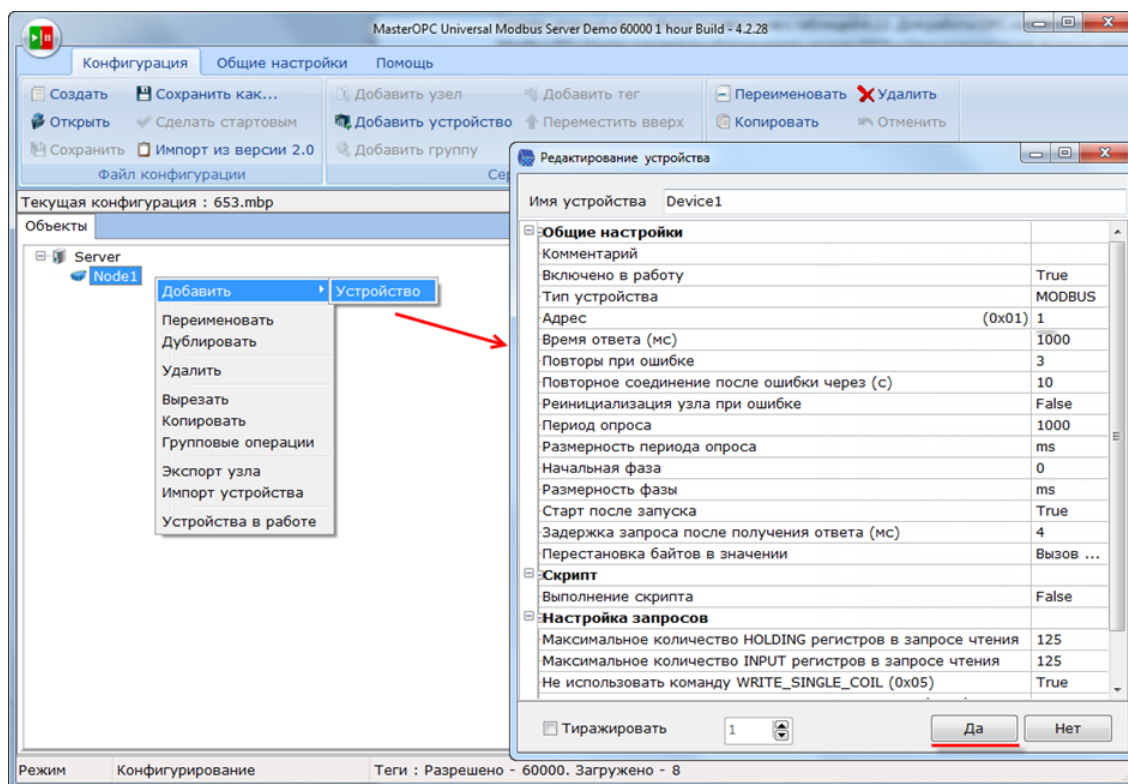 MasterOPC Universal Modbus Server Demo 60000 1 hour Build - 4.2.28
Конфигурация Общие настройки Помощь
Создать Сохранить как... Добавить узел Добавить тег Переименовать Удалить
Открыть Сделать стартовым Добавить устройство Переместить вверх Копировать Отменить
Сохранить Импорт из версии 2.0 Добавить группу
Файл конфигурации
Текущая конфигурация : 653.mbp
Объекты
Server
Node1
Добавить
Устройство
Переименовать
Дублировать
Удалить
Вырезать
Копировать
Групповые операции
Экспорт узла
Импорт устройства
Устройства в работе
Редактирование устройства
Имя устройства Device1
Общие настройки
Комментарий
Включено в работу True
Тип устройства MODBUS
Адрес (0x01) 1
Время ответа (мс) 1000
Повторы при ошибке 3
Повторное соединение после ошибки через (с) 10
Реинициализация узла при ошибке False
Период опроса 1000
Размерность периода опроса ms
Начальная фаза 0
Размерность фазы ms
Старт после запуска True
Задержка запроса после получения ответа (мс) 4
Перестановка байтов в значении Вызов ...
Скрипт
Выполнение скрипта False
Настройка запросов
Максимальное количество HOLDING регистров в запросе чтения 125
Максимальное количество INPUT регистров в запросе чтения 125
Не использовать команду WRITE_SINGLE_COIL (0x05) True
Тиражировать 1 Да Нет
Режим Конфигурирование Теги : Разрешено - 60000. Загружено - 8